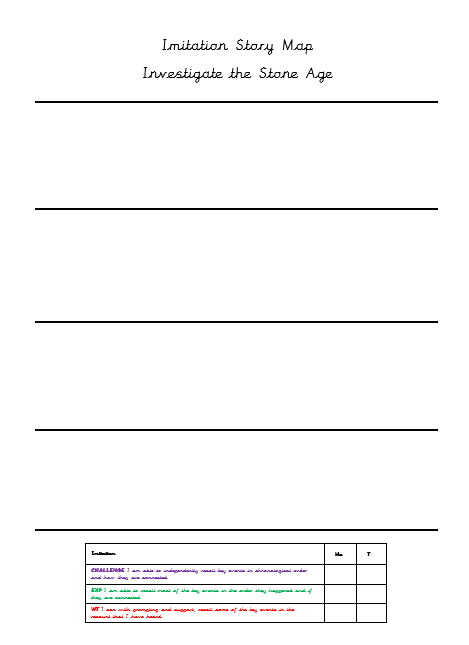 Imitation Story Map
Investigate the Stone Age
Imitation
Me
T
CHALLENGE I am able to independently recall key events in chronological order
and how they are connected.
EXP I am able to recall most of the key events in the order they happened and if
they are connected.
WT I can with prompting and support, recall some of the key events in the
recount that I have heard.